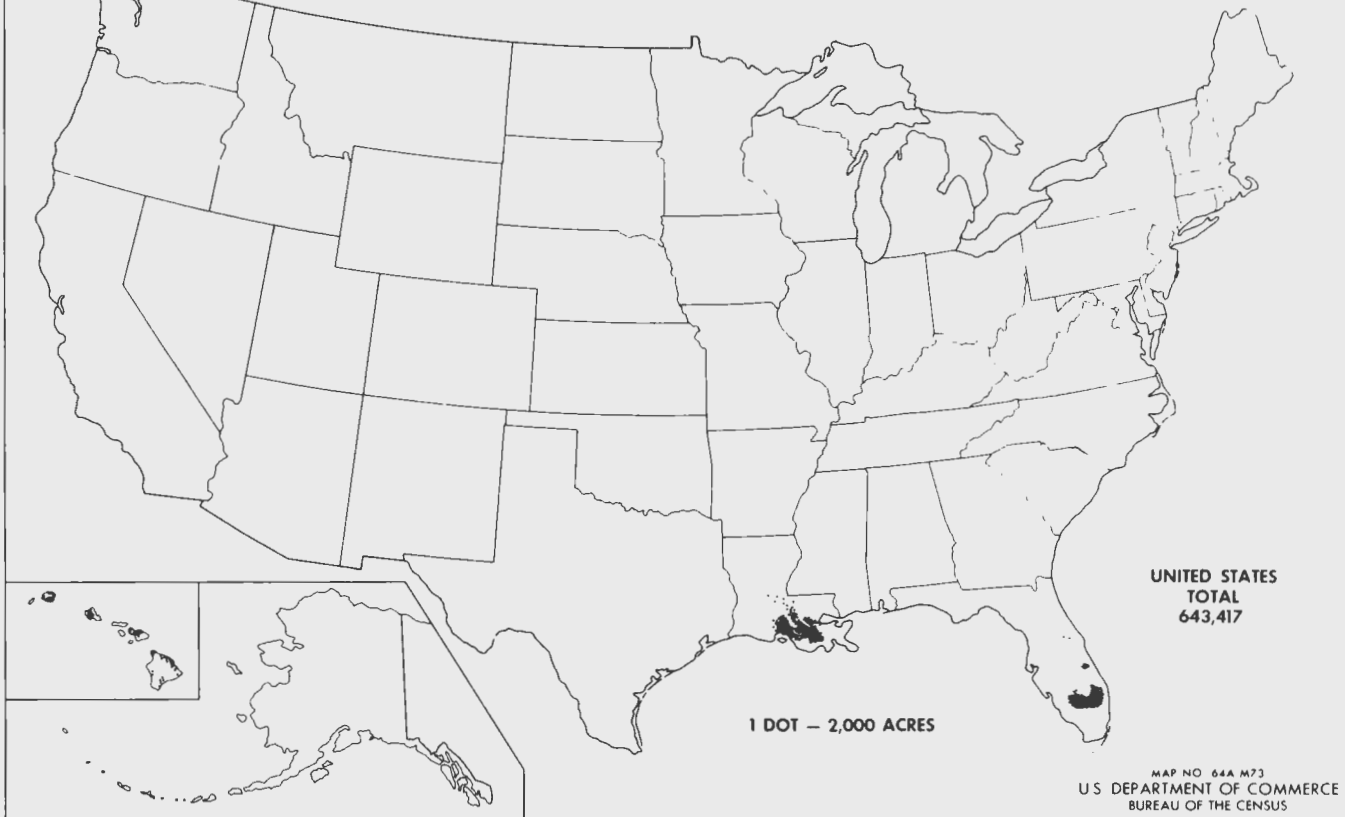 UNITED STATES
TOTAL
643,417
1 DOT — 2,000 ACRES
MAP NO 64A M73
U S DEPARTMENT OF COMMERCE
BUREAU OF THE CENSUS